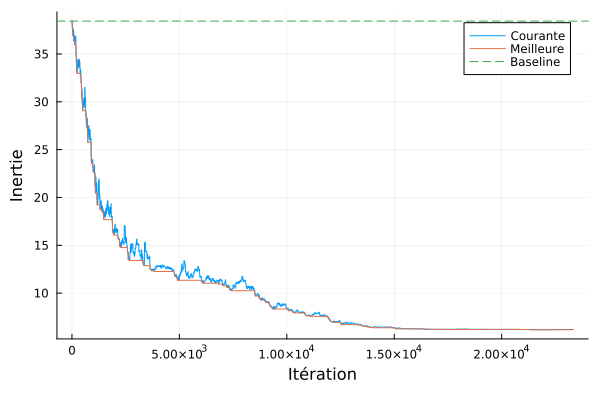 Courante
Meilleure
Baseline
35
30
25
20
15
10
Inertie
0
5.00×10³
1.00×10⁴
1.50×10⁴
2.00×10⁴
Itération